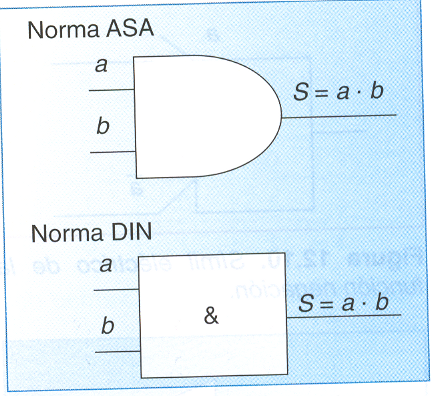 Norma ASA
a
S = a · b
b
Norma DIN
a
&
S = a · b
b